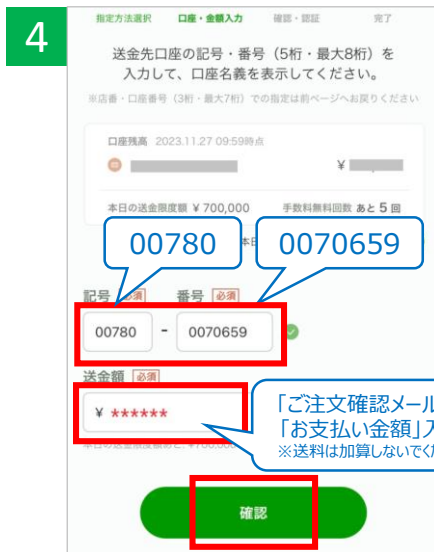 4
指定方法選択 口座・金額入力 確認・認証 完了
送金先口座の記号・番号（5桁・最大8桁）を
入力して、口座名義を表示してください。
※店番・口座番号（3桁・最大7桁）での指定は前ページへお戻りください
口座残高 2023.11.27 09:59時点
¥
本日の送金限度額 ¥ 700,000 手数料無料回数 あと 5 回
00780 0070659
記号 必須 番号 必須
00780 - 0070659
送金額 必須
¥ ******
「ご注文確認メール
「お支払い金額」入
※送料は加算しないでくだ
確認